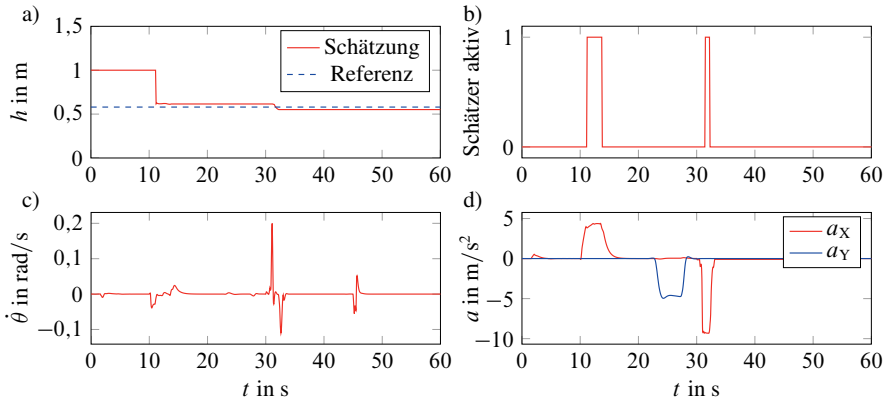 a)
1,5
1
0,5
0
h in m
Schätzung
Referenz
0 10 20 30 40 50 60
b)
1
0
Schätzer aktiv
0 10 20 30 40 50 60
c)
0,2
0,1
0
−0,1
θ̇ in rad/s
0 10 20 30 40 50 60
t in s
d)
5
0
−5
−10
a in m/s²
aX
aY
0 10 20 30 40 50 60
t in s